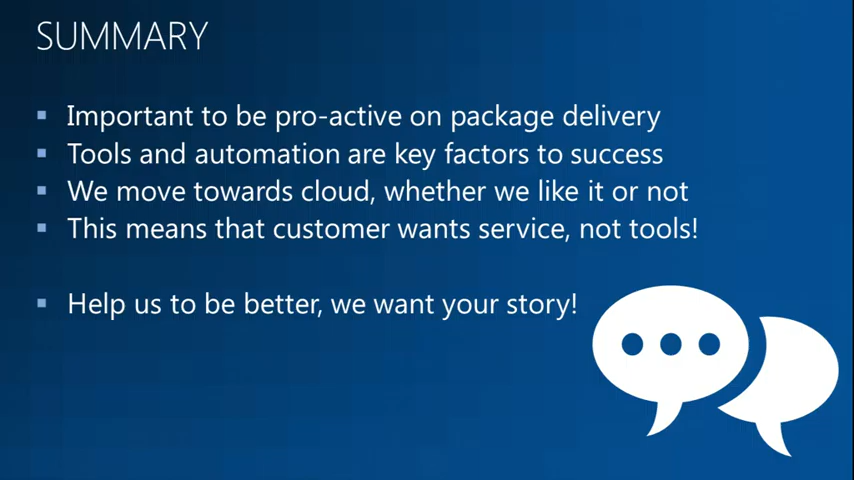 SUMMARY
Important to be pro-active on package delivery
Tools and automation are key factors to success
We move towards cloud, whether we like it or not
This means that customer wants service, not tools!
Help us to be better, we want your story!